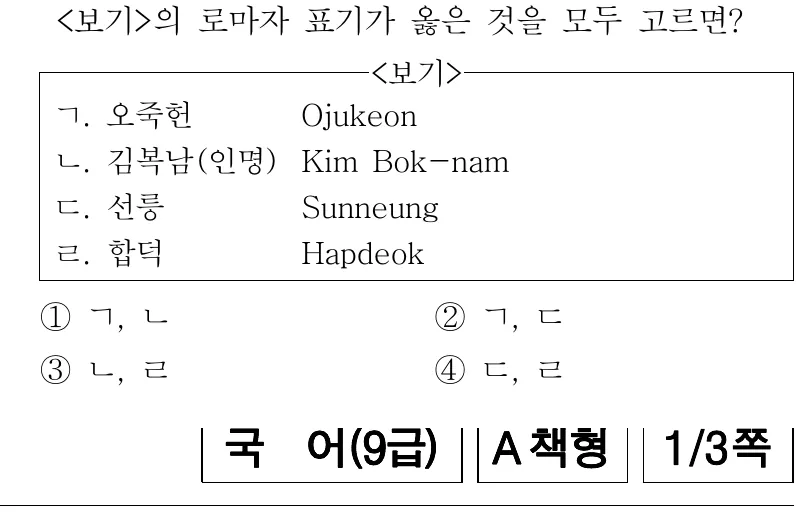 <보기>의 로마자 표기가 옳은 것을 모두 고르면?
<보기>
ㄱ. 오죽헌 Ojukeon
ㄴ. 김복남(인명) Kim Bok-nam
ㄷ. 선릉 Sunneung
ㄹ. 합덕 Hapdeok
① ㄱ, ㄴ ② ㄱ, ㄷ
③ ㄴ, ㄹ ④ ㄷ, ㄹ
국 어(9급) A 책형 1/3쪽